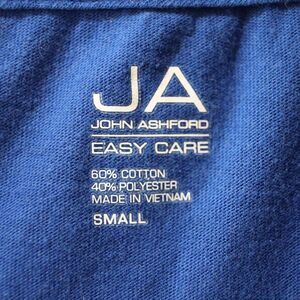 JA
JOHN ASHFORD
EASY CARE
60% COTTON
40% POLYESTER
MADE IN VIETNAM
SMALL